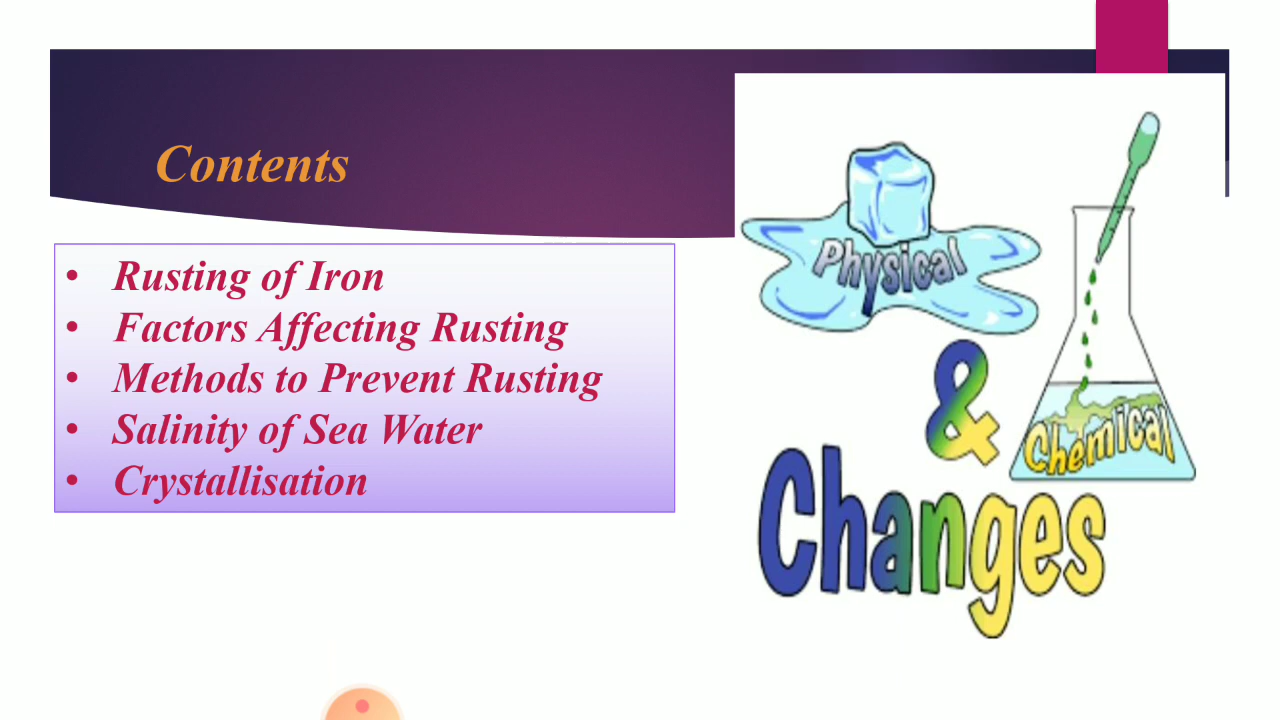 Contents
• Rusting of Iron
• Factors Affecting Rusting
• Methods to Prevent Rusting
• Salinity of Sea Water
• Crystallisation
Physical
&
Chemical
Changes